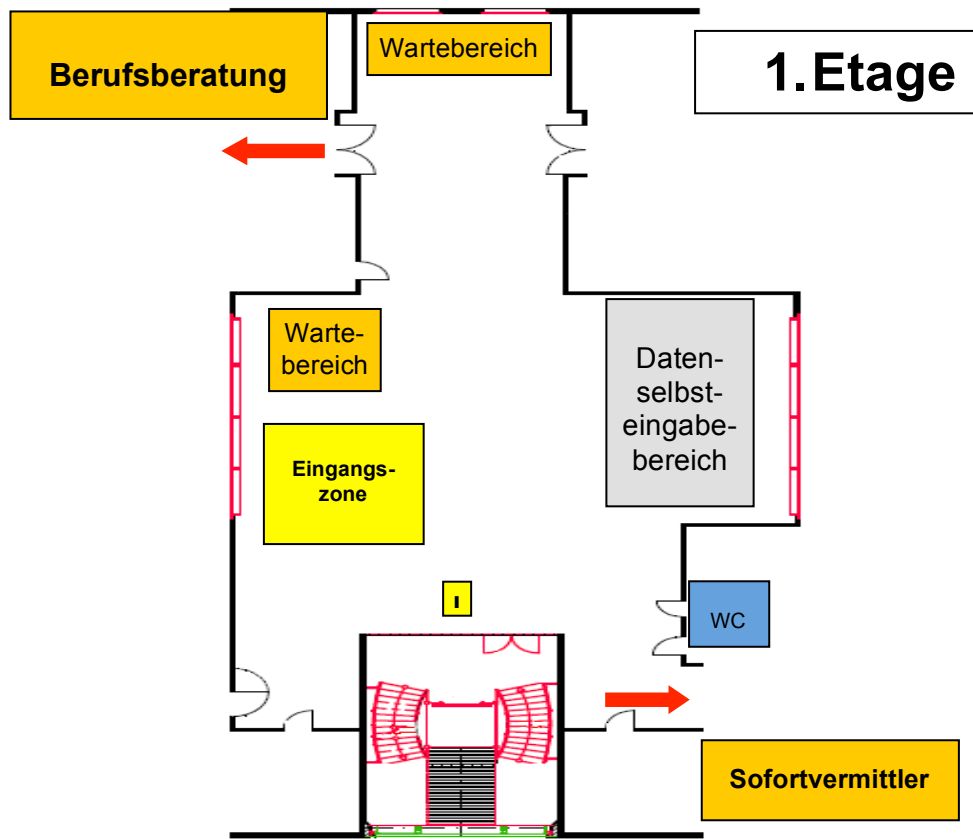 Berufsberatung
Wartebereich
1.Etage
Warte-
bereich
Daten-
selbst-
eingabe-
bereich
Eingangs-
zone
I
WC
Sofortvermittler